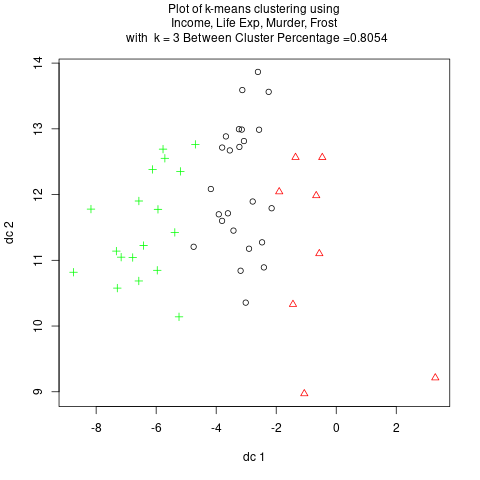 Plot of k-means clustering using
Income, Life Exp, Murder, Frost
with  k = 3 Between Cluster Percentage =0.8054
14
13
12
11
10
9
dc 2
-8 -6 -4 -2 0 2
dc 1